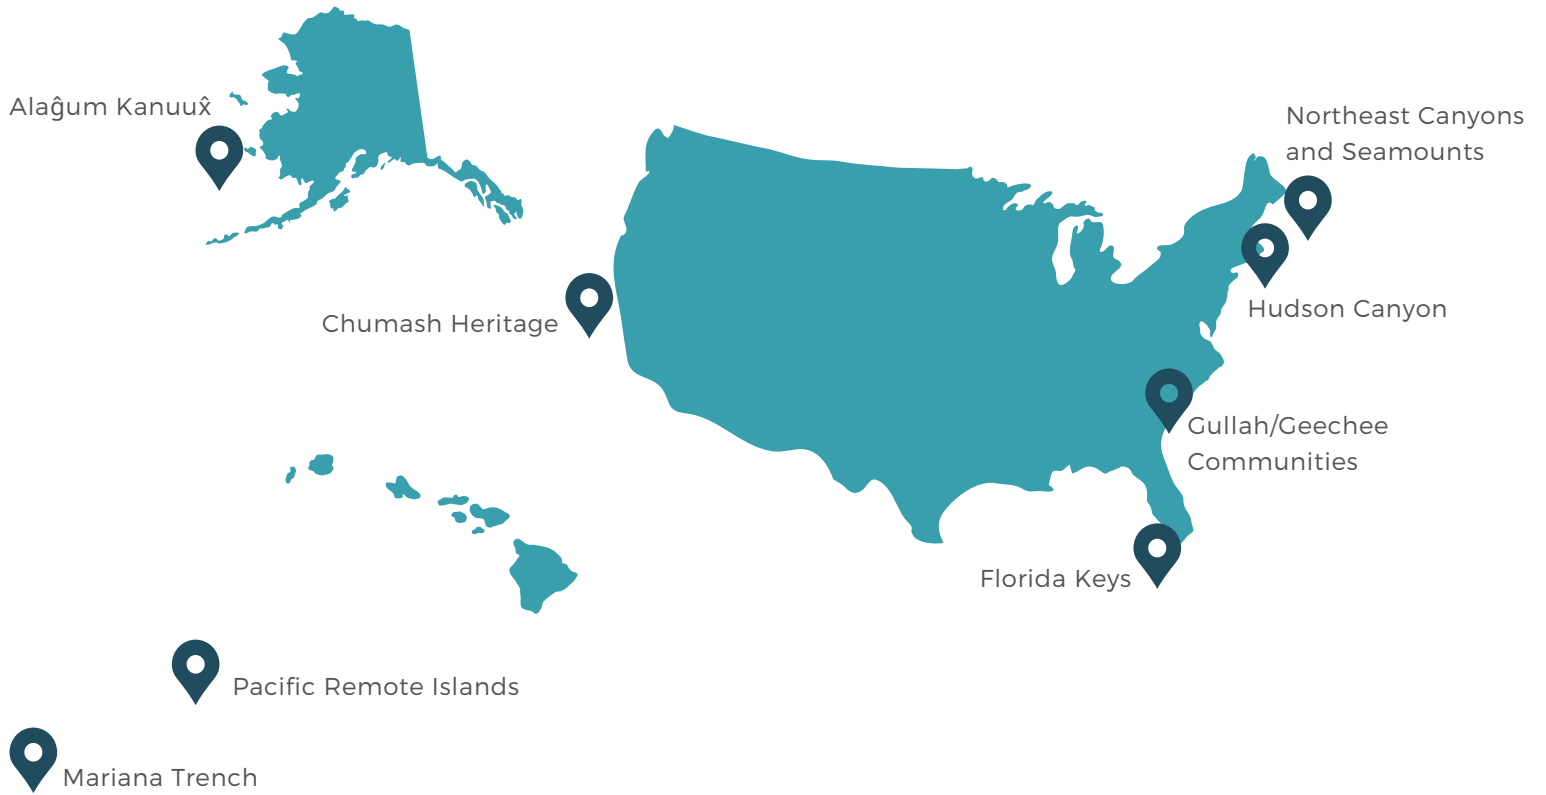 Alaĝum Kanuux̂
Northeast Canyons
and Seamounts
Hudson Canyon
Chumash Heritage
Gullah/Geechee
Communities
Florida Keys
Pacific Remote Islands
Mariana Trench